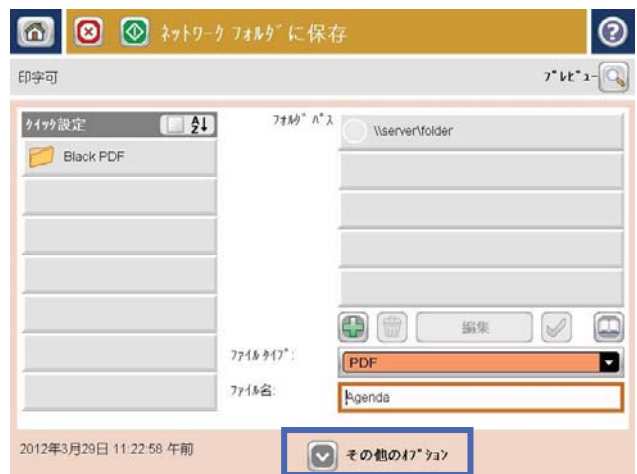 ﾈｯﾄﾜｰｸ ﾌｫﾙﾀﾞに保存
印字可
ﾌﾟﾚﾋﾞｭｰ
ｸｲｯｸ設定
ﾌｫﾙﾀﾞ ﾊﾟｽ
\\server\folder
Black PDF
編集
ﾌｧｲﾙ ﾀｲﾌﾟ:
PDF
ﾌｧｲﾙ名:
Agenda
2012年3月29日 11:22:58 午前
その他のｵﾌﾟｼｮﾝ